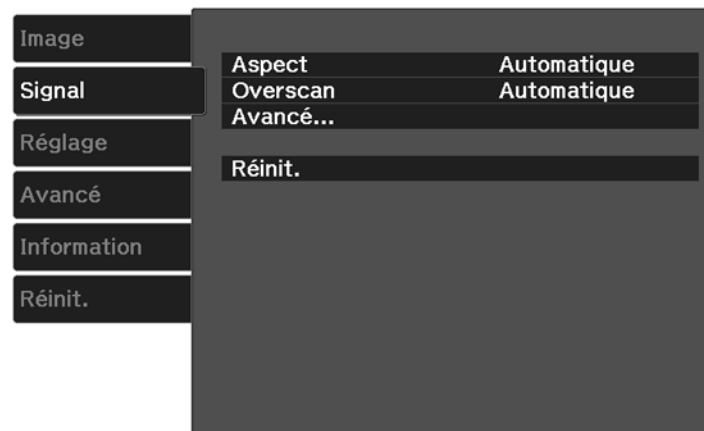 Image
Signal
Réglage
Avancé
Information
Réinit.
Aspect Automatique
Overscan Automatique
Avancé...
Réinit.